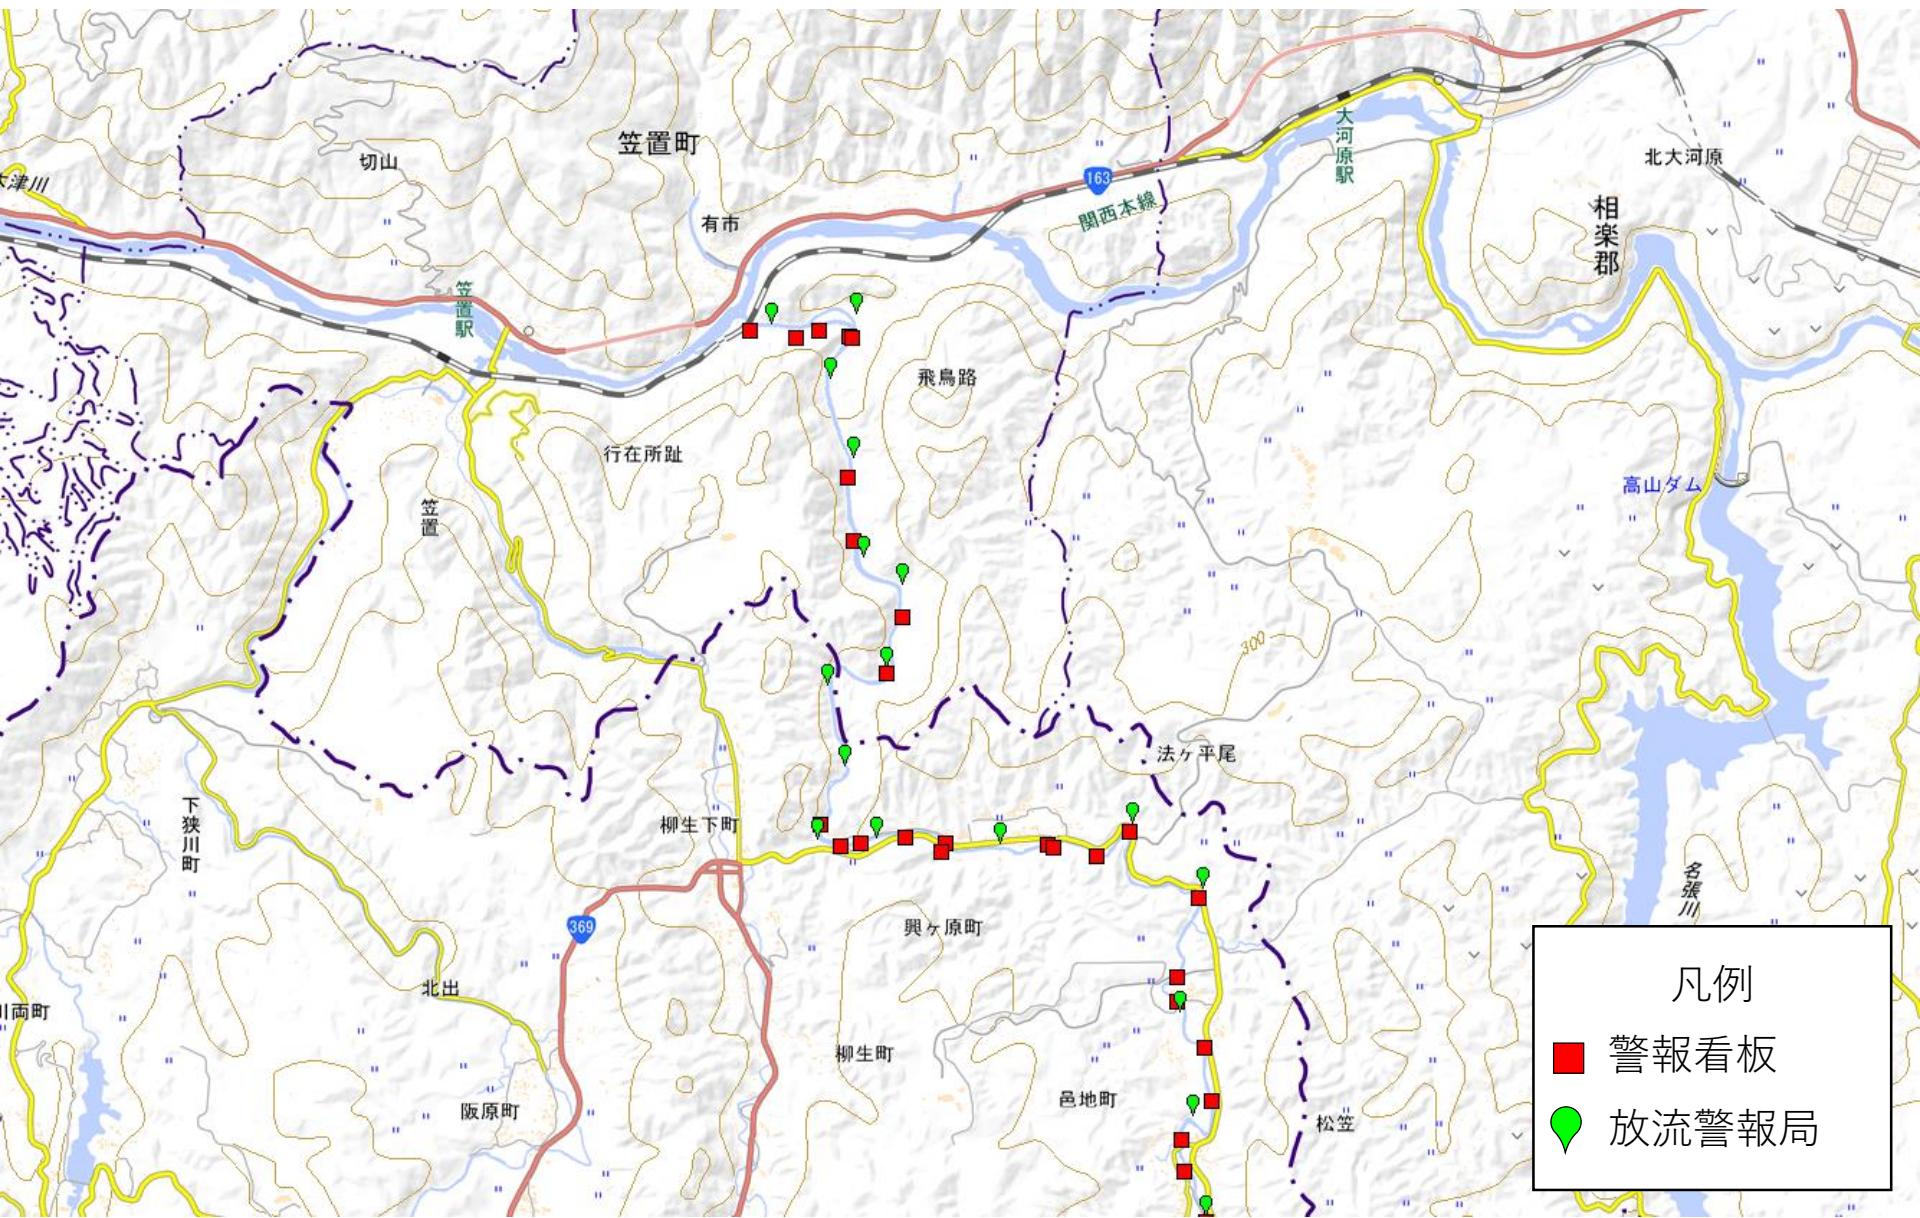 笠置町
切山
木津川
有市
163
関西本線
大河原駅
北大河原
相楽郡
笠置駅
飛鳥路
行在所趾
笠置
高山ダム
300
法ヶ平尾
柳生下町
下狭川町
369
興ヶ原町
名張川
北出
川両町
柳生町
阪原町
邑地町
松笠
凡例
警報看板
放流警報局